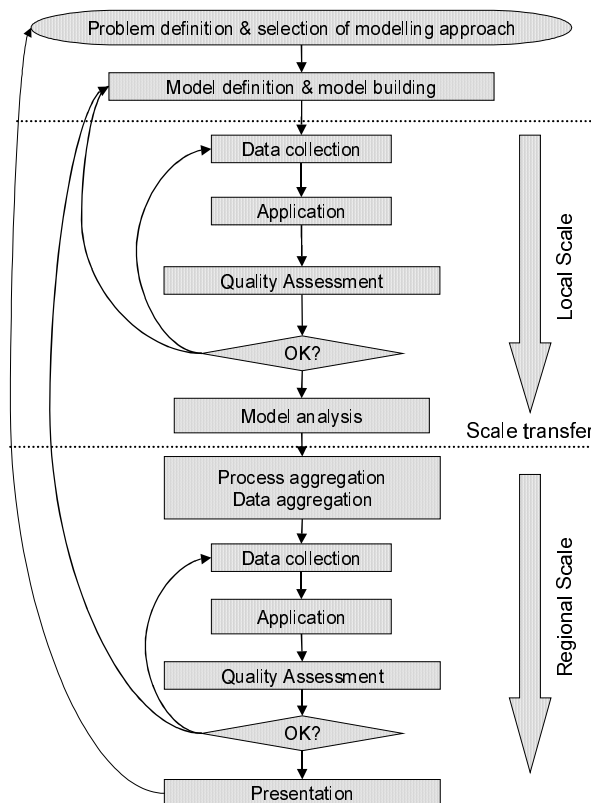 Problem definition & selection of modelling approach
Model definition & model building
Data collection
Application
Quality Assessment
OK?
Local Scale
Model analysis
Scale transfer
Process aggregation
Data aggregation
Data collection
Application
Quality Assessment
Regional Scale
OK?
Presentation